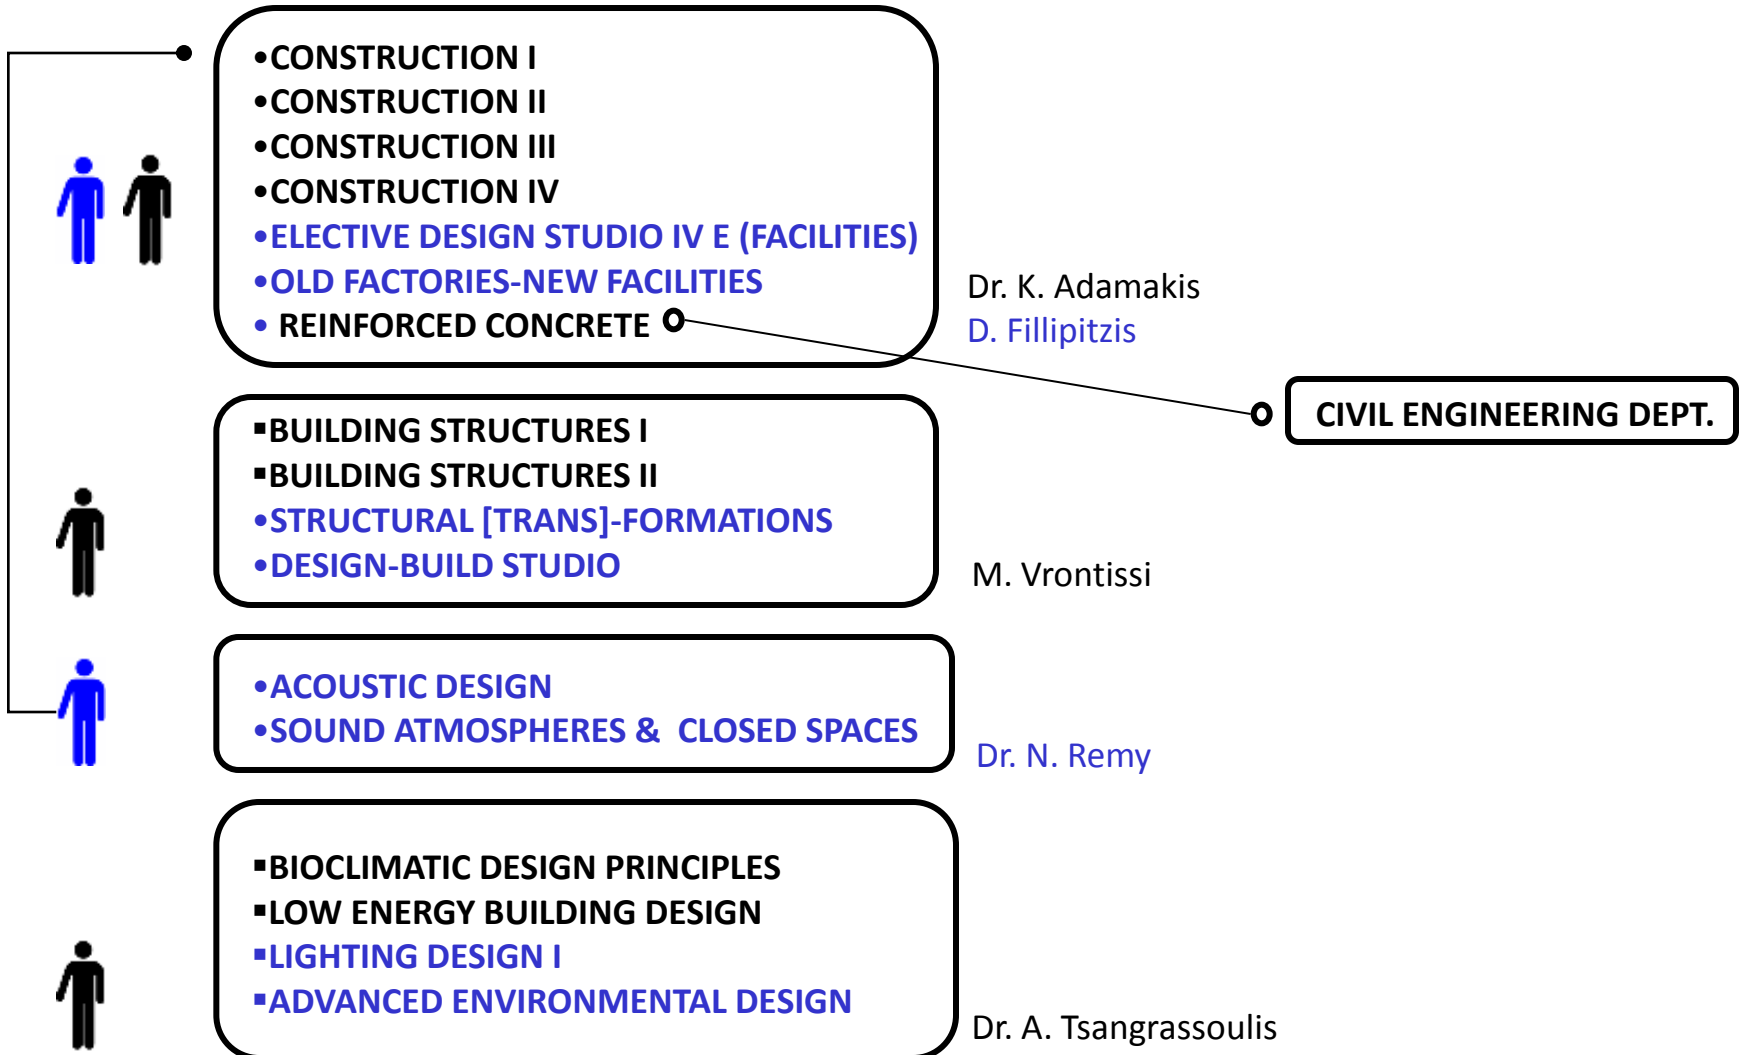 •CONSTRUCTION I
•CONSTRUCTION II
•CONSTRUCTION III
•CONSTRUCTION IV
•ELECTIVE DESIGN STUDIO IV E (FACILITIES)
•OLD FACTORIES-NEW FACILITIES
• REINFORCED CONCRETE
Dr. K. Adamakis
D. Fillipitzis
CIVIL ENGINEERING DEPT.
▪BUILDING STRUCTURES I
▪BUILDING STRUCTURES II
•STRUCTURAL [TRANS]-FORMATIONS
•DESIGN-BUILD STUDIO
M. Vrontissi
•ACOUSTIC DESIGN
•SOUND ATMOSPHERES & CLOSED SPACES
Dr. N. Remy
▪BIOCLIMATIC DESIGN PRINCIPLES
▪LOW ENERGY BUILDING DESIGN
▪LIGHTING DESIGN I
▪ADVANCED ENVIRONMENTAL DESIGN
Dr. A. Tsangrassoulis